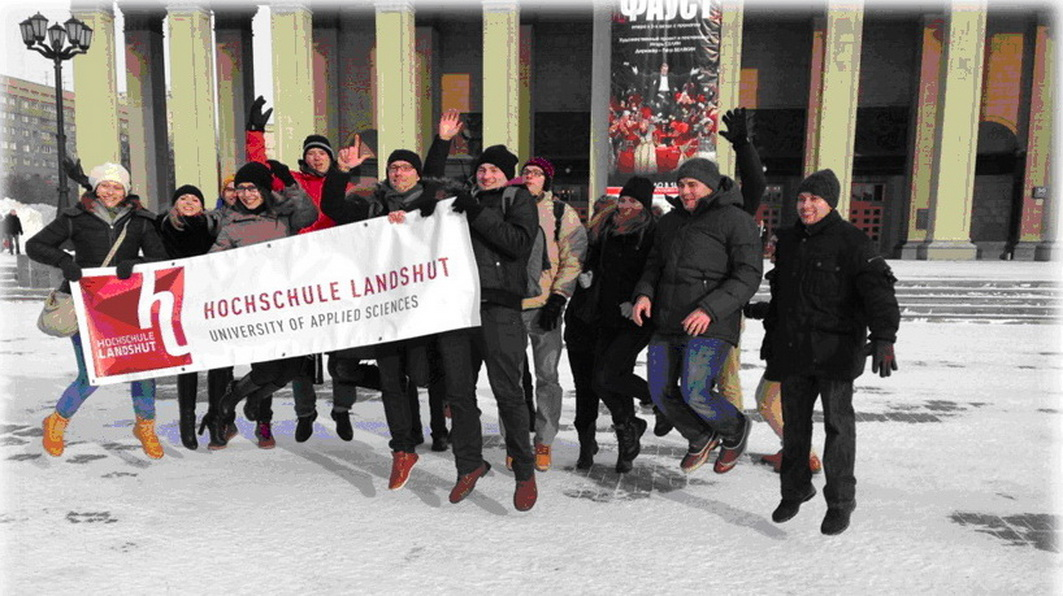 ФАУСТ
HOCHSCHULE LANDSHUT
UNIVERSITY OF APPLIED SCIENCES
h
HOCHSCHULE
LANDSHUT